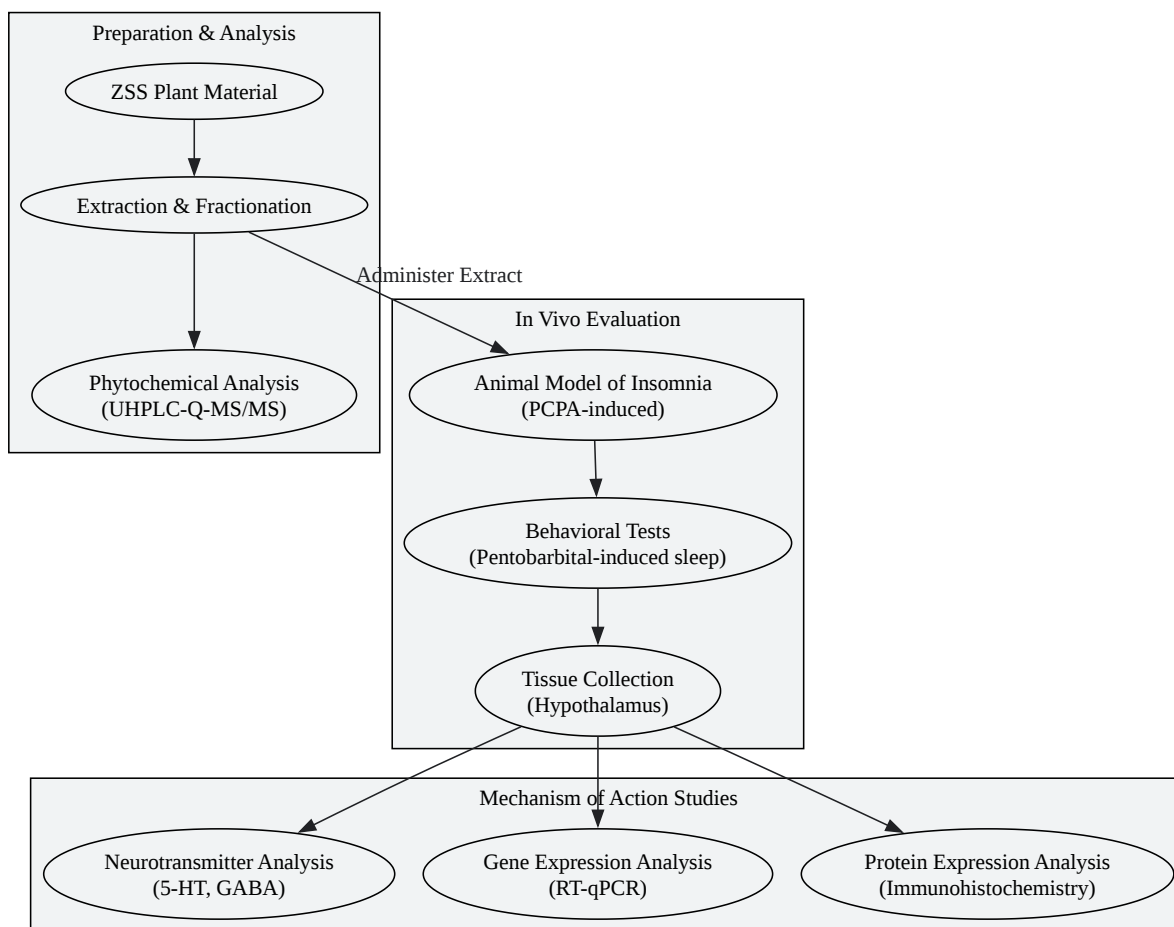 Preparation & Analysis
ZSS Plant Material
Extraction & Fractionation
Administer Extract
Phytochemical Analysis
(UHPLC-Q-MS/MS)
In Vivo Evaluation
Animal Model of Insomnia
(PCPA-induced)
Behavioral Tests
(Pentobarbital-induced sleep)
Tissue Collection
(Hypothalamus)
Mechanism of Action Studies
Neurotransmitter Analysis
(5-HT, GABA)
Gene Expression Analysis
(RT-qPCR)
Protein Expression Analysis
(Immunohistochemistry)